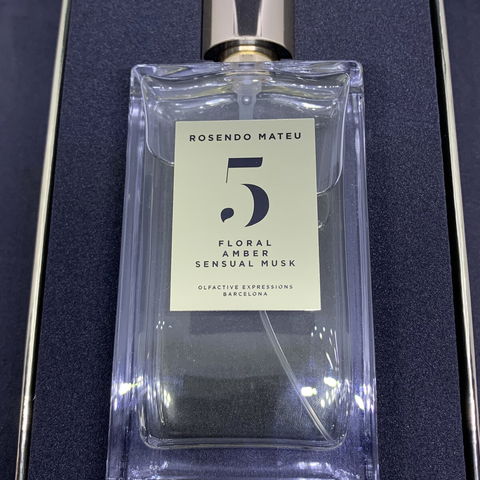 ROSENDO MATEU
5
FLORAL
AMBER
SENSUAL MUSK
OLFACTIVE EXPRESSIONS
BARCELONA